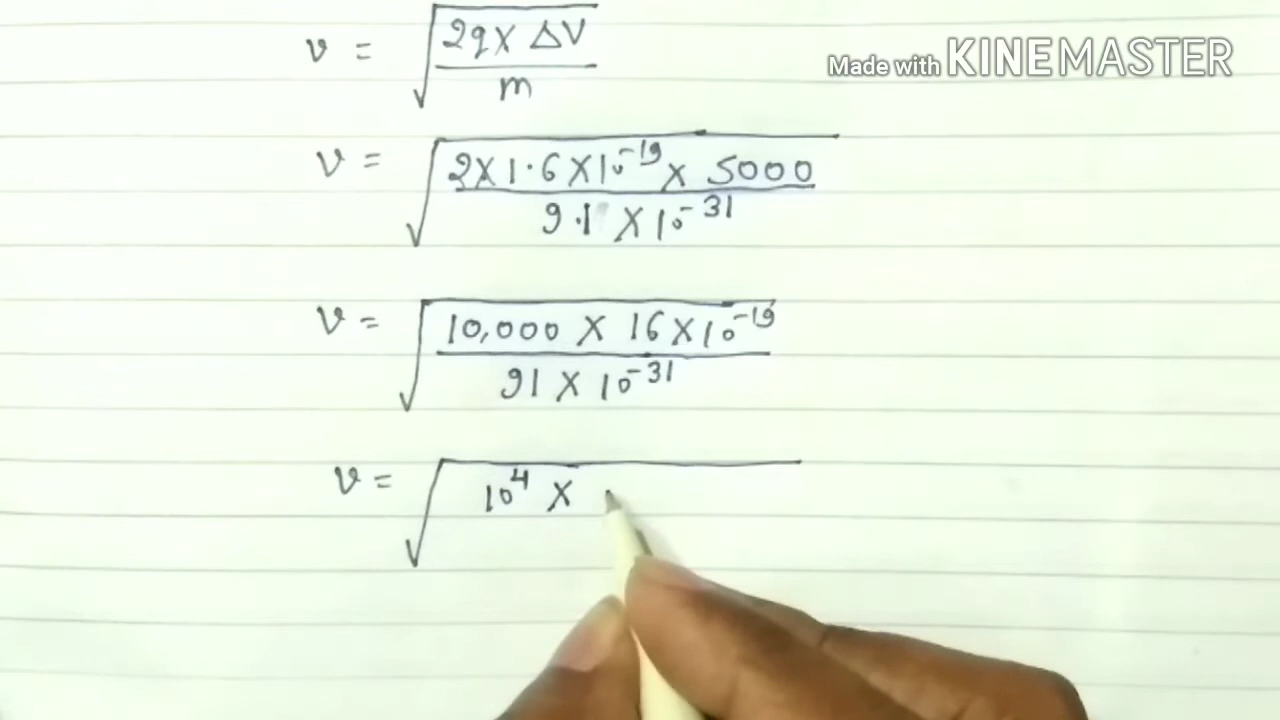 v = √(2q X ΔV / m)
Made with KINEMASTER
v = √(2 X 1.6 X 10⁻¹⁹ X 5000 / 9.1 X 10⁻³¹)
v = √(10,000 X 16 X 10⁻¹⁹ / 91 X 10⁻³¹)
v = √(10⁴ X